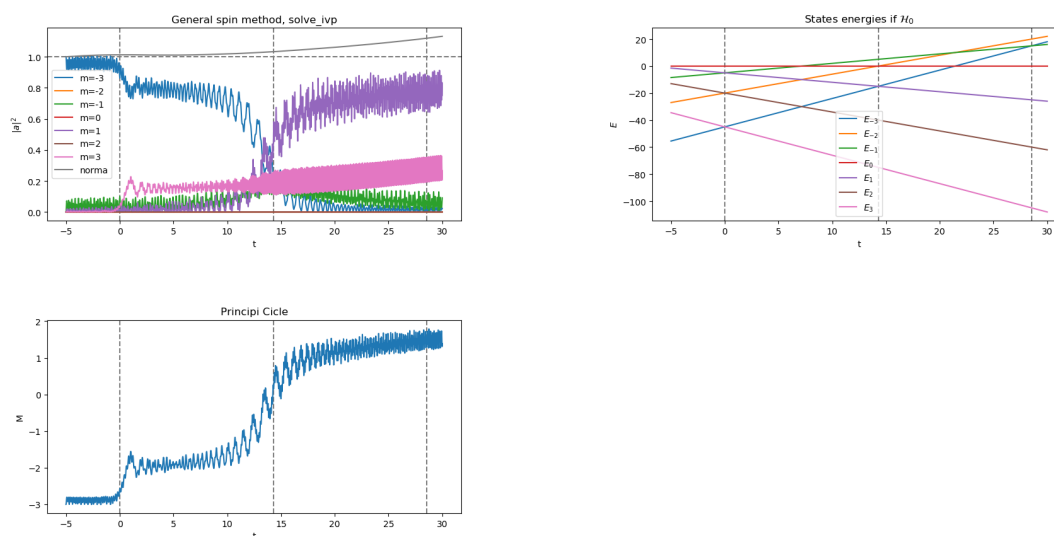 General spin method, solve_ivp
1.0
0.8
0.6
0.4
0.2
0.0
|a|²
m=-3
m=-2
m=-1
m=0
m=1
m=2
m=3
norma
−5 0 5 10 15 20 25 30
t
States energies if ℋ₀
20
0
−20
−40
−60
−80
−100
E
E₋₃
E₋₂
E₋₁
E₀
E₁
E₂
E₃
−5 0 5 10 15 20 25 30
t
Principi Cicle
2
1
0
−1
−2
−3
M
−5 0 5 10 15 20 25 30